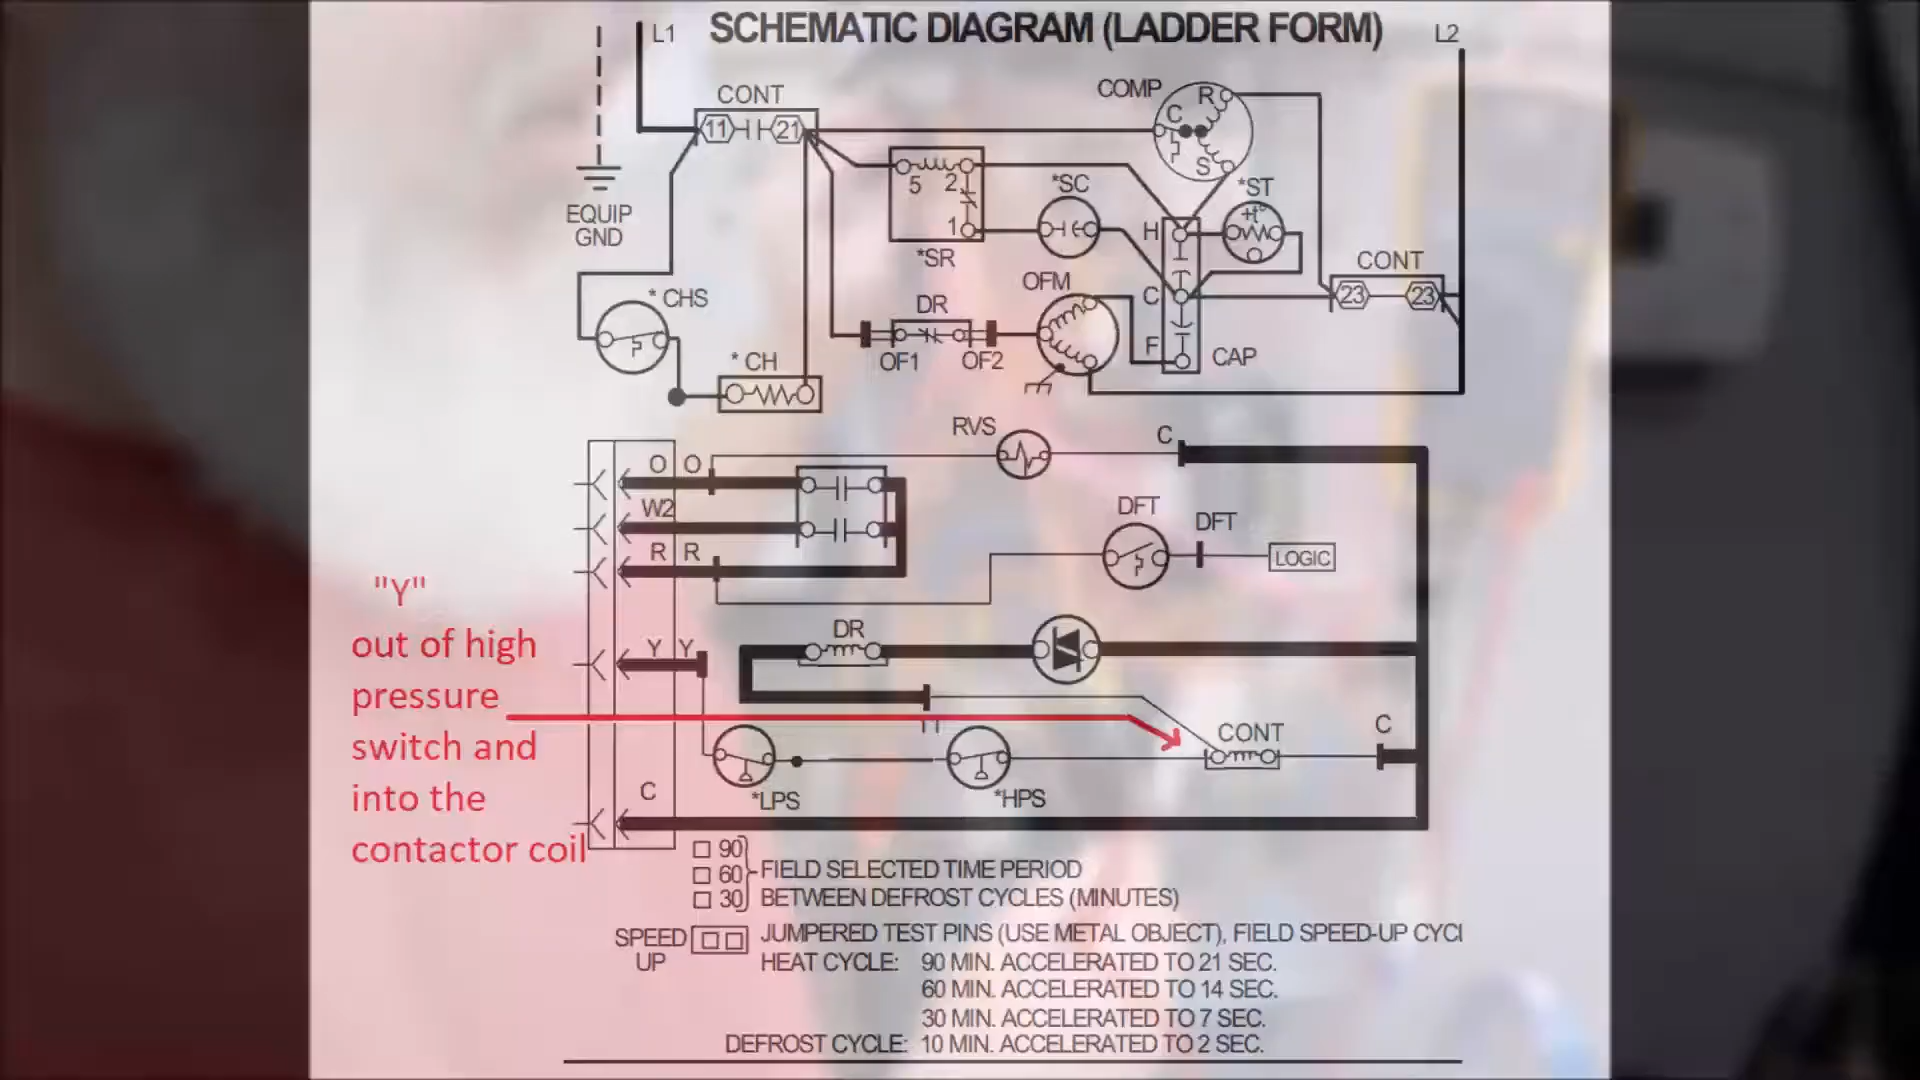 SCHEMATIC DIAGRAM (LADDER FORM)
L1
L2
CONT
11
21
COMP
C
R
S
EQUIP
GND
5
2
1
*SR
*SC
*ST
+t°
H
C
F
CAP
CONT
23
23
* CHS
* CH
DR
OF1
OF2
OFM
RVS
C
O
O
W2
R
R
DFT
DFT
LOGIC
Y
Y
DR
CONT
C
*LPS
*HPS
C
"Y"
out of high
pressure
switch and
into the
contactor coil
90
60
30
FIELD SELECTED TIME PERIOD
BETWEEN DEFROST CYCLES (MINUTES)
SPEED
UP
JUMPERED TEST PINS (USE METAL OBJECT), FIELD SPEED-UP CYCL
HEAT CYCLE: 90 MIN. ACCELERATED TO 21 SEC.
60 MIN. ACCELERATED TO 14 SEC.
30 MIN. ACCELERATED TO 7 SEC.
DEFROST CYCLE: 10 MIN. ACCELERATED TO 2 SEC.